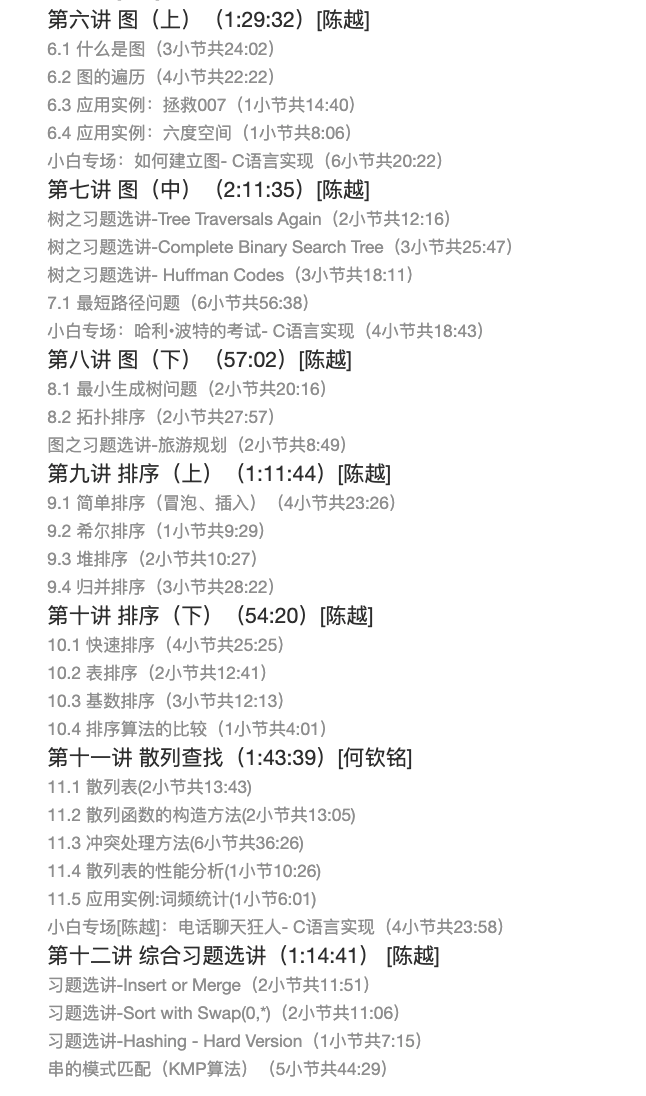 第六讲 图（上）（1:29:32）[陈越]
6.1 什么是图（3小节共24:02）
6.2 图的遍历（4小节共22:22）
6.3 应用实例：拯救007（1小节共14:40）
6.4 应用实例：六度空间（1小节共8:06）
小白专场：如何建立图- C语言实现（6小节共20:22）
第七讲 图（中）（2:11:35）[陈越]
树之习题选讲-Tree Traversals Again（2小节共12:16）
树之习题选讲-Complete Binary Search Tree（3小节共25:47）
树之习题选讲- Huffman Codes（3小节共18:11）
7.1 最短路径问题（6小节共56:38）
小白专场：哈利•波特的考试- C语言实现（4小节共18:43）
第八讲 图（下）（57:02）[陈越]
8.1 最小生成树问题（2小节共20:16）
8.2 拓扑排序（2小节共27:57）
图之习题选讲-旅游规划（2小节共8:49）
第九讲 排序（上）（1:11:44）[陈越]
9.1 简单排序（冒泡、插入）（4小节共23:26）
9.2 希尔排序（1小节共9:29）
9.3 堆排序（2小节共10:27）
9.4 归并排序（3小节共28:22）
第十讲 排序（下）（54:20）[陈越]
10.1 快速排序（4小节共25:25）
10.2 表排序（2小节共12:41）
10.3 基数排序（3小节共12:13）
10.4 排序算法的比较（1小节共4:01）
第十一讲 散列查找（1:43:39）[何钦铭]
11.1 散列表(2小节共13:43)
11.2 散列函数的构造方法(2小节共13:05)
11.3 冲突处理方法(6小节共36:26)
11.4 散列表的性能分析(1小节10:26)
11.5 应用实例:词频统计(1小节6:01)
小白专场[陈越]：电话聊天狂人- C语言实现（4小节共23:58）
第十二讲 综合习题选讲（1:14:41） [陈越]
习题选讲-Insert or Merge（2小节共11:51）
习题选讲-Sort with Swap(0,*)（2小节共11:06）
习题选讲-Hashing - Hard Version（1小节共7:15）
串的模式匹配（KMP算法）（5小节共44:29）